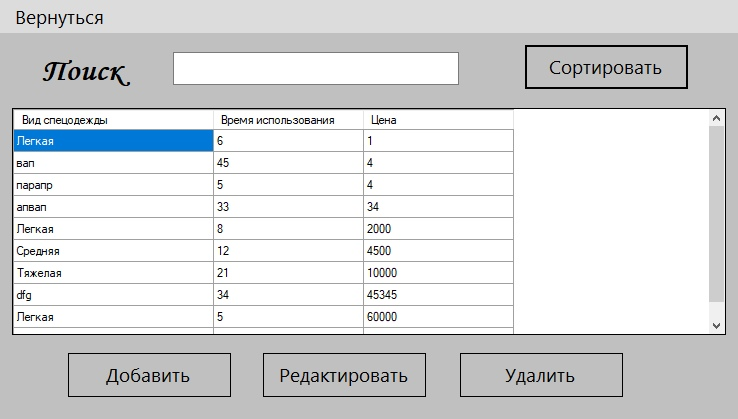 Вернуться
Поиск Сортировать
Вид спецодежды Время использования Цена
Легкая 6 1
вап 45 4
парапр 5 4
апвап 33 34
Легкая 8 2000
Средняя 12 4500
Тяжелая 21 10000
dfg 34 45345
Легкая 5 60000
Добавить Редактировать Удалить